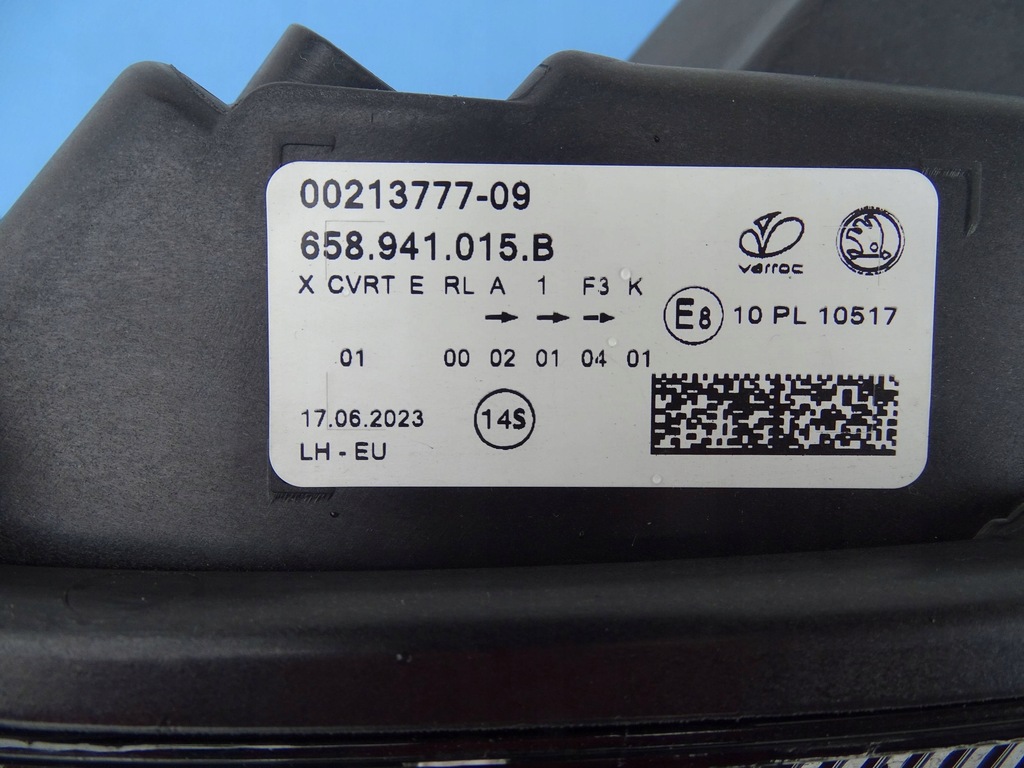 00213777-09
658.941.015.B
varroc
X CVRT E RL A 1 F3 K
E8 10 PL 10517
01 00 02 01 04 01
17.06.2023
14S
LH - EU